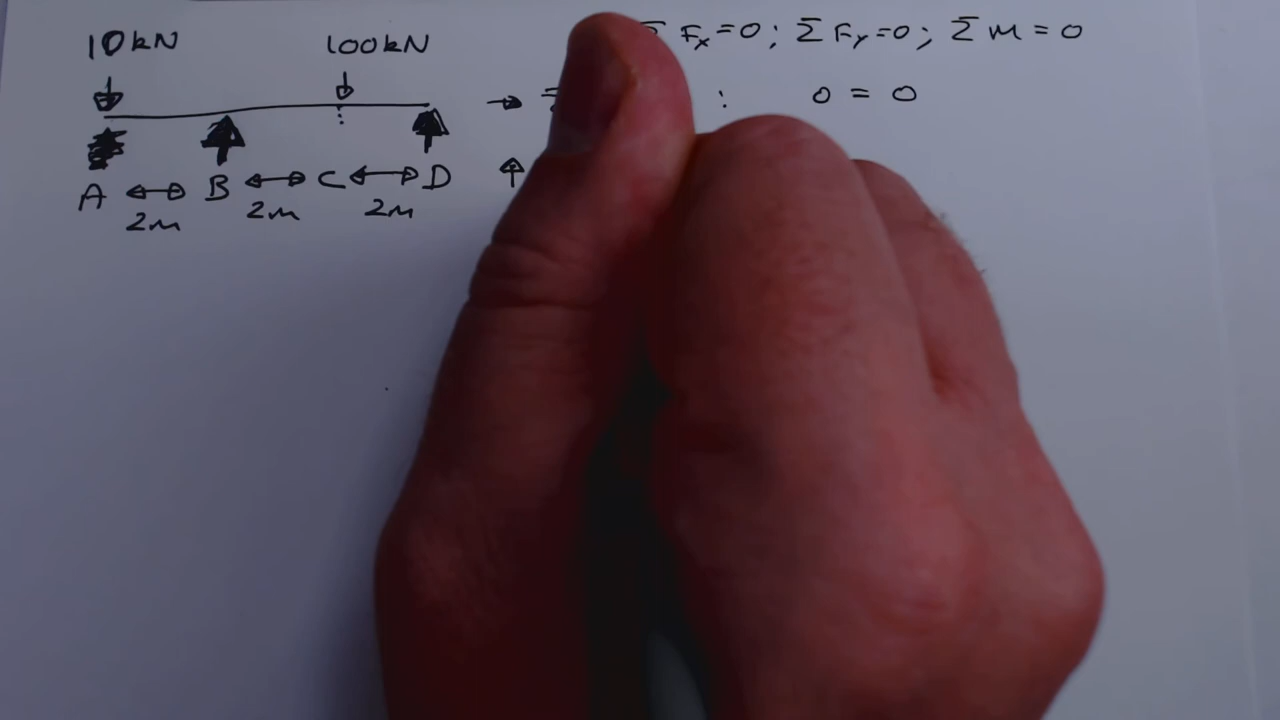 10kN 100kN
Fx=0; ΣFy=0; ΣM=0
→ : 0 = 0
↑
A ↔ B ↔ C ↔ D
2m 2m 2m